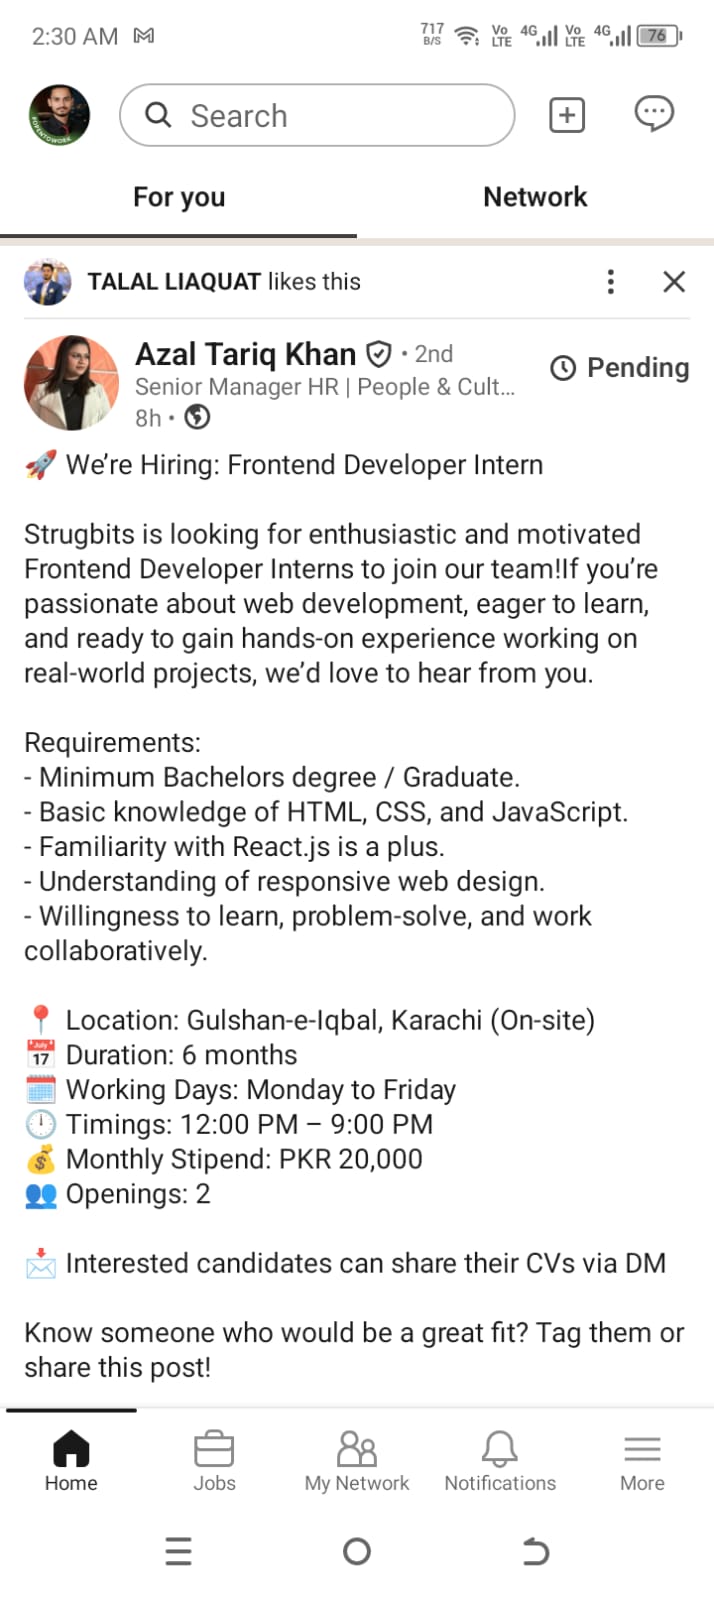 2:30 AM
717 B/S Vo LTE 4G Vo LTE 4G 76
Search
For you Network
TALAL LIAQUAT likes this
Azal Tariq Khan • 2nd
Pending
Senior Manager HR | People & Cult...
8h •
🚀 We’re Hiring: Frontend Developer Intern
Strugbits is looking for enthusiastic and motivated
Frontend Developer Interns to join our team!If you’re
passionate about web development, eager to learn,
and ready to gain hands-on experience working on
real-world projects, we’d love to hear from you.
Requirements:
- Minimum Bachelors degree / Graduate.
- Basic knowledge of HTML, CSS, and JavaScript.
- Familiarity with React.js is a plus.
- Understanding of responsive web design.
- Willingness to learn, problem-solve, and work
collaboratively.
📍 Location: Gulshan-e-Iqbal, Karachi (On-site)
📅 Duration: 6 months
🗓️ Working Days: Monday to Friday
🕛 Timings: 12:00 PM – 9:00 PM
💰 Monthly Stipend: PKR 20,000
👥 Openings: 2
📩 Interested candidates can share their CVs via DM
Know someone who would be a great fit? Tag them or
share this post!
Home Jobs My Network Notifications More